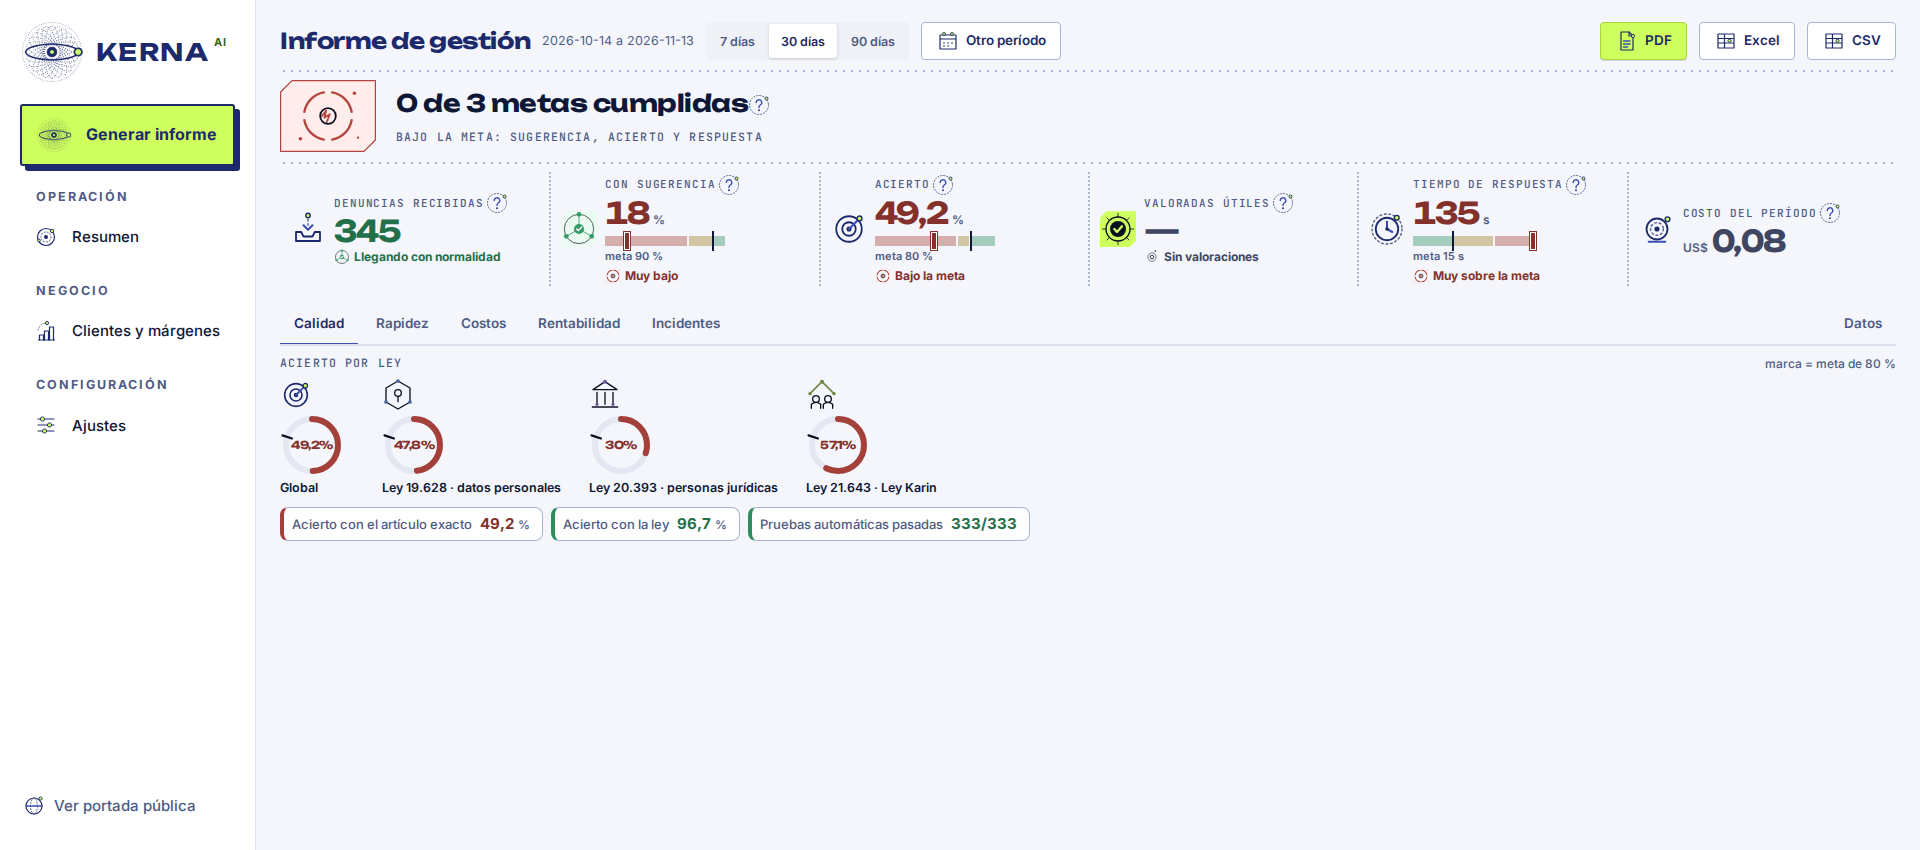 KERNA AI
Generar informe
OPERACIÓN
Resumen
NEGOCIO
Clientes y márgenes
CONFIGURACIÓN
Ajustes
Ver portada pública
Informe de gestión 2026-10-14 a 2026-11-13 7 días 30 días 90 días Otro período PDF Excel CSV
0 de 3 metas cumplidas ?
BAJO LA META: SUGERENCIA, ACIERTO Y RESPUESTA
DENUNCIAS RECIBIDAS ?
345
Llegando con normalidad
CON SUGERENCIA ?
18 %
meta 90 %
Muy bajo
ACIERTO ?
49,2 %
meta 80 %
Bajo la meta
VALORADAS ÚTILES ?
—
Sin valoraciones
TIEMPO DE RESPUESTA ?
135 s
meta 15 s
Muy sobre la meta
COSTO DEL PERÍODO ?
US$ 0,08
Calidad Rapidez Costos Rentabilidad Incidentes Datos
ACIERTO POR LEY marca = meta de 80 %
49,2% 47,8% 30% 57,1%
Global Ley 19.628 · datos personales Ley 20.393 · personas jurídicas Ley 21.643 · Ley Karin
Acierto con el artículo exacto 49,2 % Acierto con la ley 96,7 % Pruebas automáticas pasadas 333/333